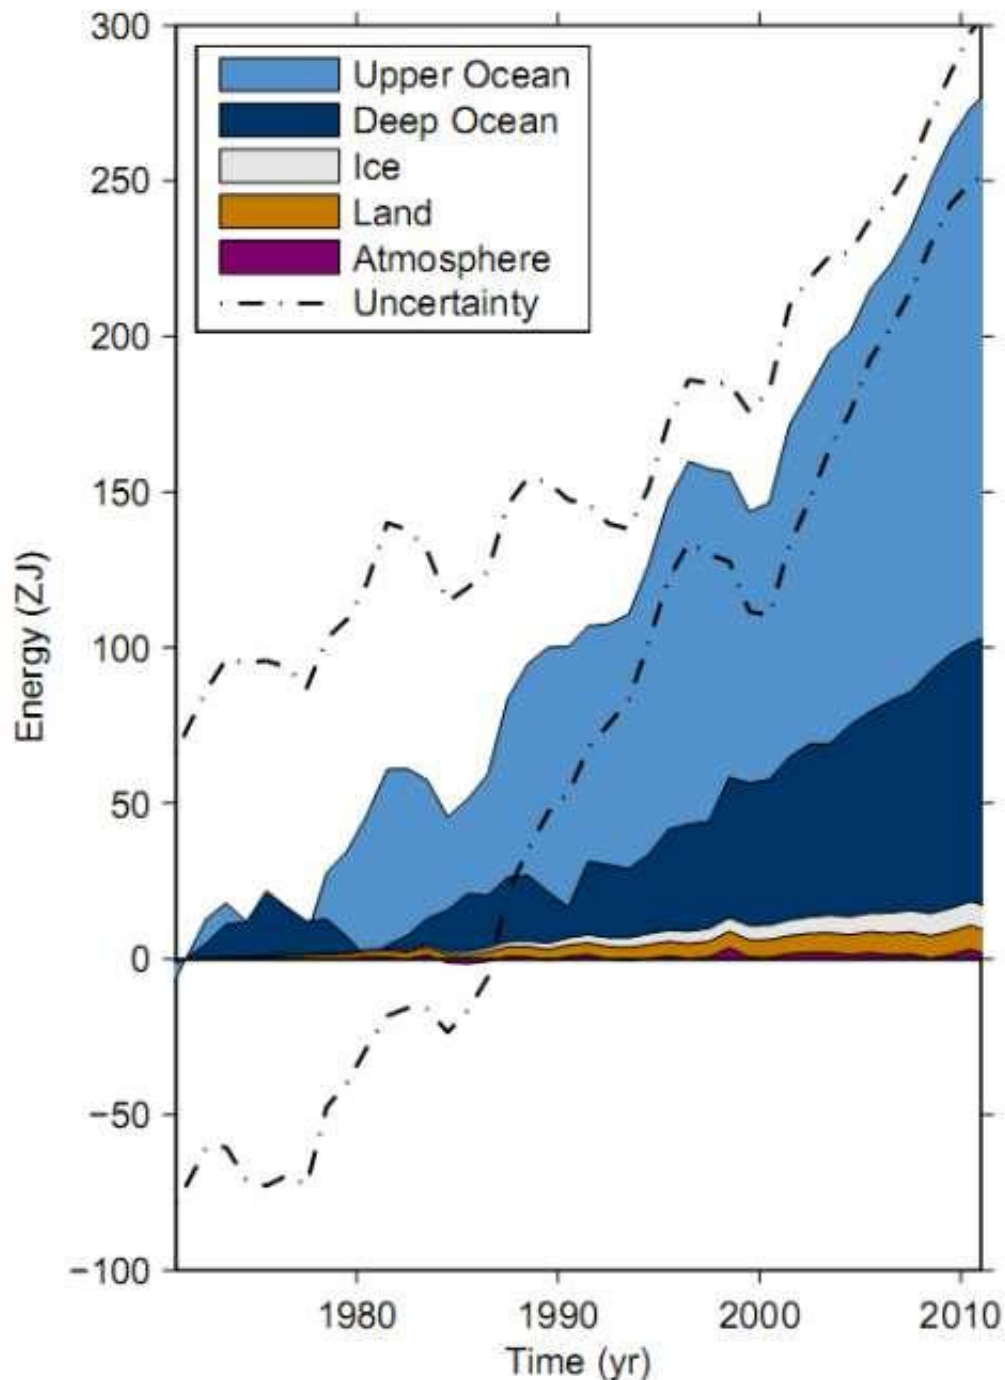 300
250
200
150
100
50
0
−50
−100
Energy (ZJ)
Upper Ocean
Deep Ocean
Ice
Land
Atmosphere
Uncertainty
1980 1990 2000 2010
Time (yr)